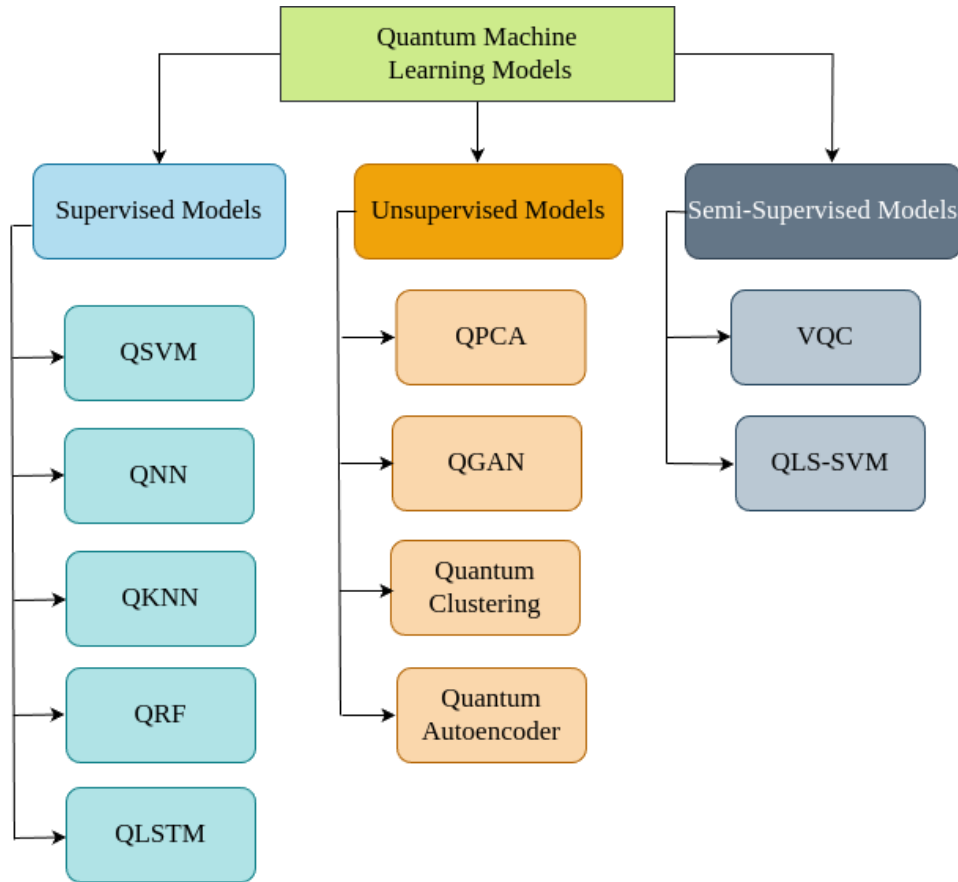 Quantum Machine
Learning Models
Supervised Models
Unsupervised Models
Semi-Supervised Models
QSVM
QNN
QKNN
QRF
QLSTM
QPCA
QGAN
Quantum
Clustering
Quantum
Autoencoder
VQC
QLS-SVM